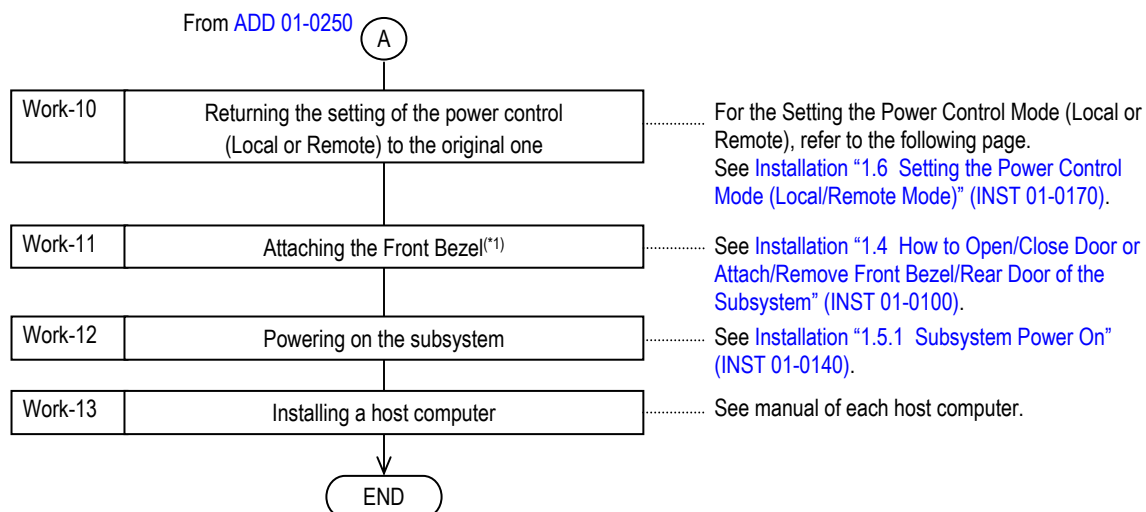 From ADD 01-0250
A
Work-10
Returning the setting of the power control
(Local or Remote) to the original one
For the Setting the Power Control Mode (Local or
Remote), refer to the following page.
See Installation “1.6 Setting the Power Control
Mode (Local/Remote Mode)” (INST 01-0170).
Work-11
Attaching the Front Bezel(*1)
See Installation “1.4 How to Open/Close Door or
Attach/Remove Front Bezel/Rear Door of the
Subsystem” (INST 01-0100).
Work-12
Powering on the subsystem
See Installation “1.5.1 Subsystem Power On”
(INST 01-0140).
Work-13
Installing a host computer
See manual of each host computer.
END